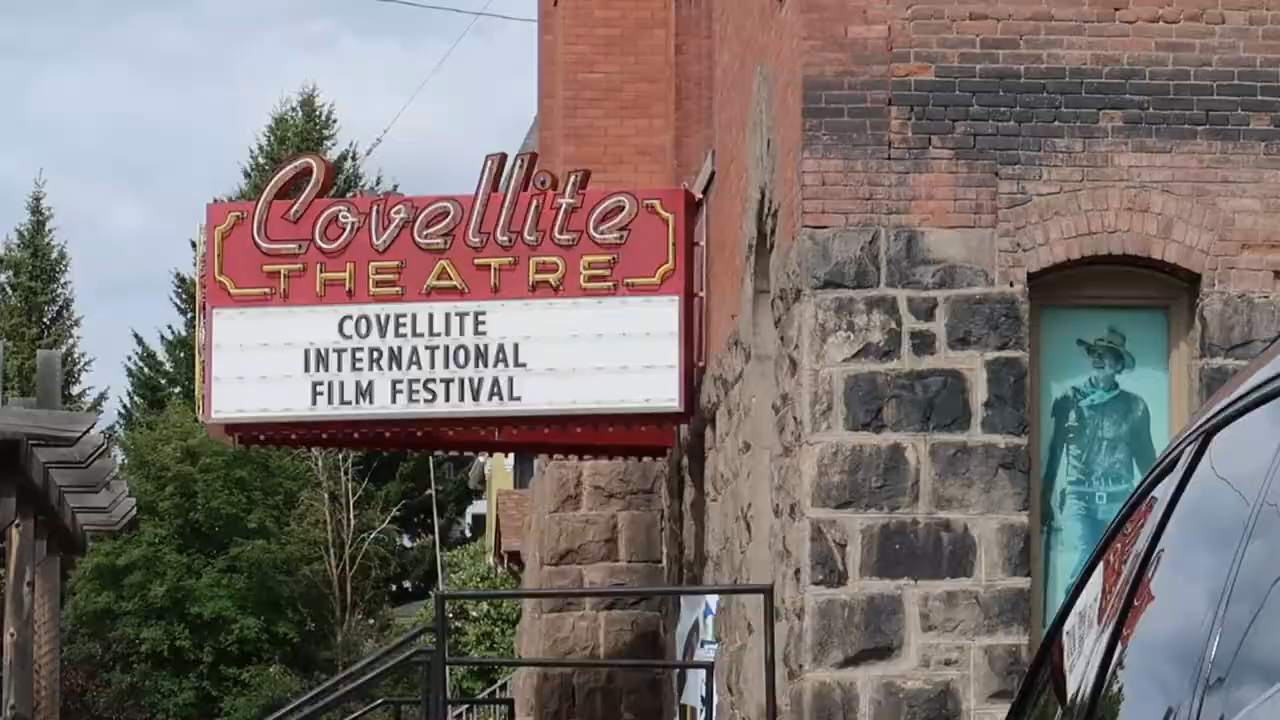 Covellite
THEATRE
COVELLITE
INTERNATIONAL
FILM FESTIVAL